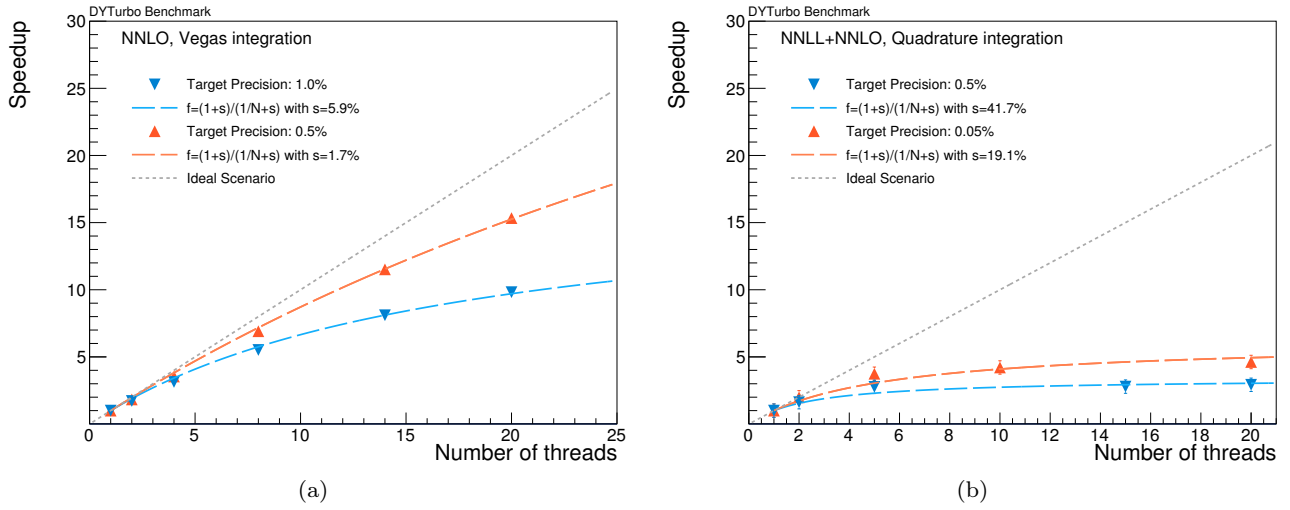 DYTurbo Benchmark
NNLO, Vegas integration
Target Precision: 1.0%
f=(1+s)/(1/N+s) with s=5.9%
Target Precision: 0.5%
f=(1+s)/(1/N+s) with s=1.7%
Ideal Scenario
Speedup
30
25
20
15
10
5
0 5 10 15 20 25
Number of threads
(a)
DYTurbo Benchmark
NNLL+NNLO, Quadrature integration
Target Precision: 0.5%
f=(1+s)/(1/N+s) with s=41.7%
Target Precision: 0.05%
f=(1+s)/(1/N+s) with s=19.1%
Ideal Scenario
Speedup
30
25
20
15
10
5
0 2 4 6 8 10 12 14 16 18 20
Number of threads
(b)